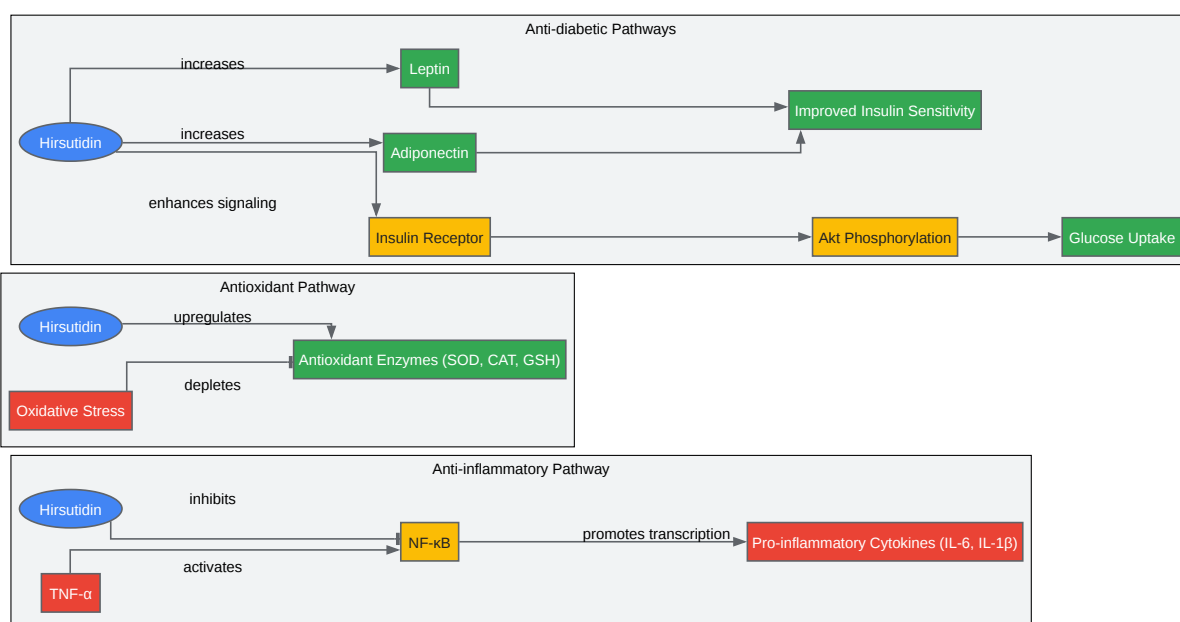 Anti-diabetic Pathways
increases
Leptin
Improved Insulin Sensitivity
increases
Hirsutidin
Adiponectin
enhances signaling
Insulin Receptor
Akt Phosphorylation
Glucose Uptake
Antioxidant Pathway
upregulates
Hirsutidin
Antioxidant Enzymes (SOD, CAT, GSH)
depletes
Oxidative Stress
Anti-inflammatory Pathway
inhibits
Hirsutidin
promotes transcription
NF-κB
Pro-inflammatory Cytokines (IL-6, IL-1β)
activates
TNF-α